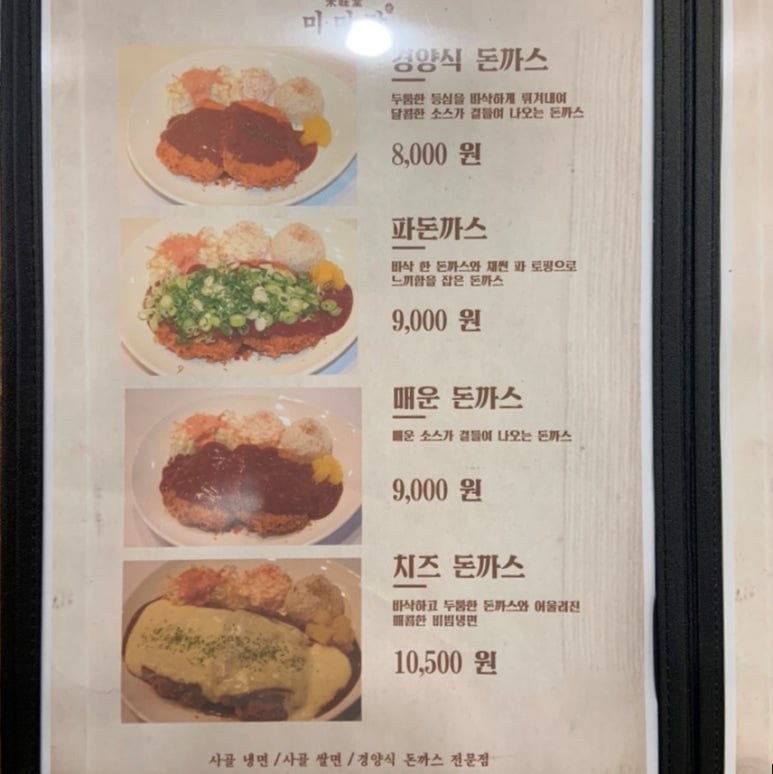 경양식 돈까스
두툼한 등심을 바삭하게 튀겨내여
달콤한 소스가 곁들여 나오는 돈까스
8,000 원
파돈까스
바삭 한 돈까스와 채썬 파 토핑으로
느끼함을 잡은 돈까스
9,000 원
매운 돈까스
매운 소스가 곁들여 나오는 돈까스
9,000 원
치즈 돈까스
바삭하고 두툼한 돈까스와 어울러진
매콤한 비빔냉면
10,500 원
사골 냉면 / 사골 쫄면 / 경양식 돈까스 전문점